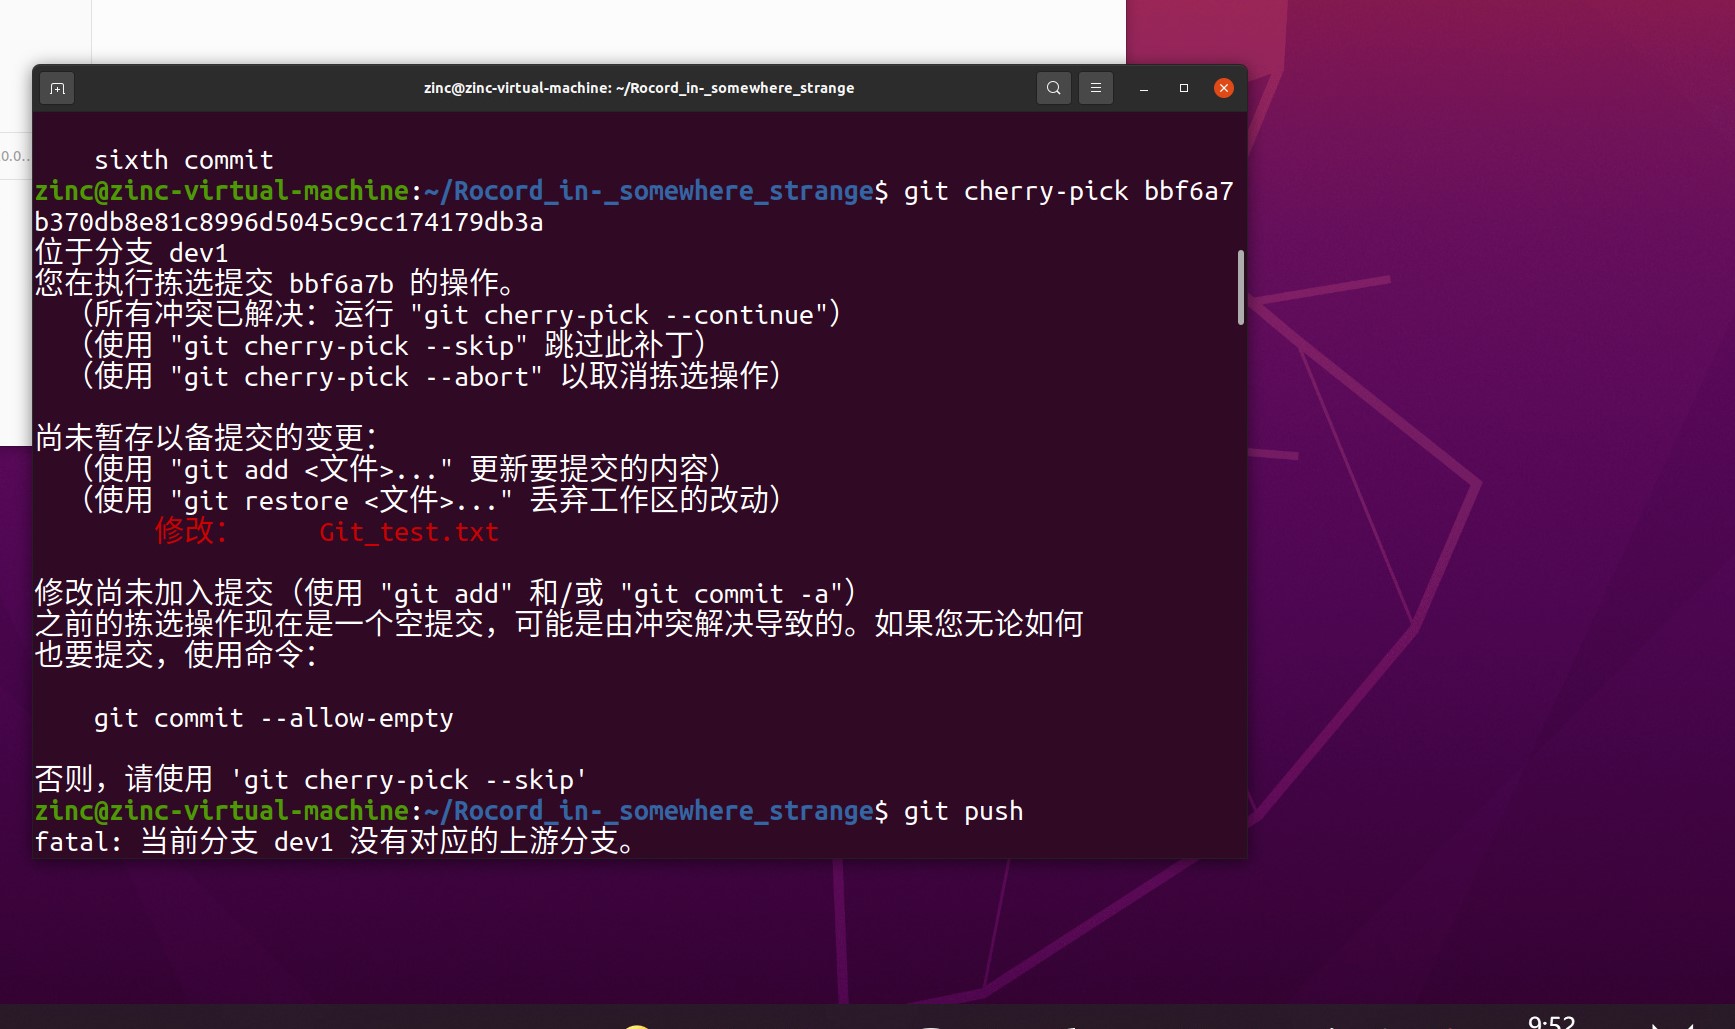 0.0...
zinc@zinc-virtual-machine: ~/Rocord_in-_somewhere_strange
sixth commit
zinc@zinc-virtual-machine:~/Rocord_in-_somewhere_strange$ git cherry-pick bbf6a7
b370db8e81c8996d5045c9cc174179db3a
位于分支 dev1
您在执行拣选提交 bbf6a7b 的操作。
（所有冲突已解决：运行 "git cherry-pick --continue"）
（使用 "git cherry-pick --skip" 跳过此补丁）
（使用 "git cherry-pick --abort" 以取消拣选操作）
尚未暂存以备提交的变更：
（使用 "git add <文件>..." 更新要提交的内容）
（使用 "git restore <文件>..." 丢弃工作区的改动）
修改：     Git_test.txt
修改尚未加入提交（使用 "git add" 和/或 "git commit -a"）
之前的拣选操作现在是一个空提交，可能是由冲突解决导致的。如果您无论如何
也要提交，使用命令：
git commit --allow-empty
否则，请使用 'git cherry-pick --skip'
zinc@zinc-virtual-machine:~/Rocord_in-_somewhere_strange$ git push
fatal: 当前分支 dev1 没有对应的上游分支。
9:52